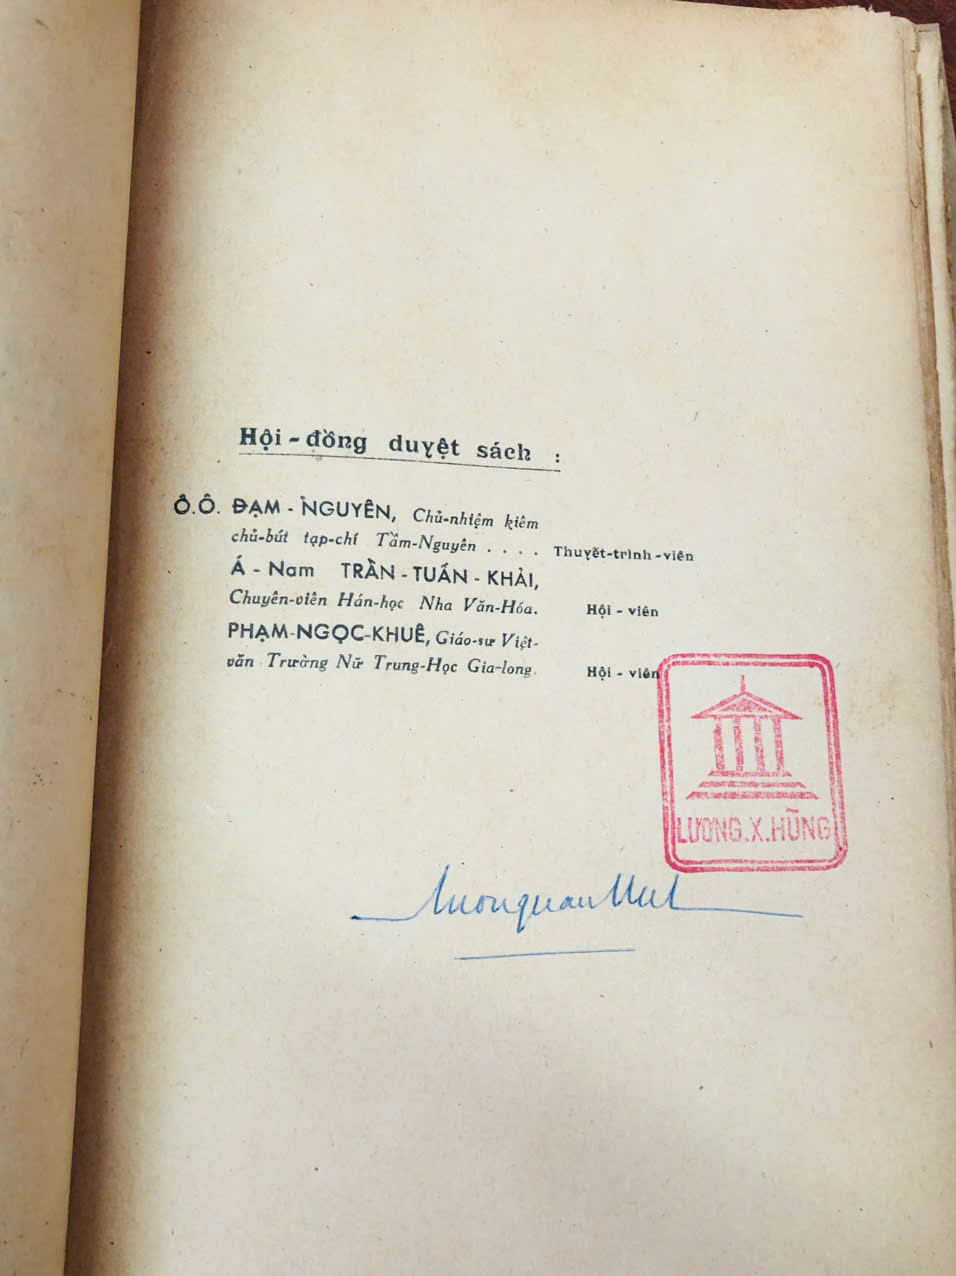 Hội-đồng duyệt sách :
Ô.Ô. ĐẠM-NGUYÊN, Chủ-nhiệm kiêm
chủ-bút tạp-chí Tầm-Nguyên . . . . Thuyết-trình-viên
Á-Nam TRẦN-TUẤN-KHẢI,
Chuyên-viên Hán-học Nha Văn-Hóa. Hội-viên
PHẠM-NGỌC-KHUÊ, Giáo-sư Việt-
văn Trường Nữ Trung-Học Gia-long. Hội-viên
LƯƠNG.X.HÙNG